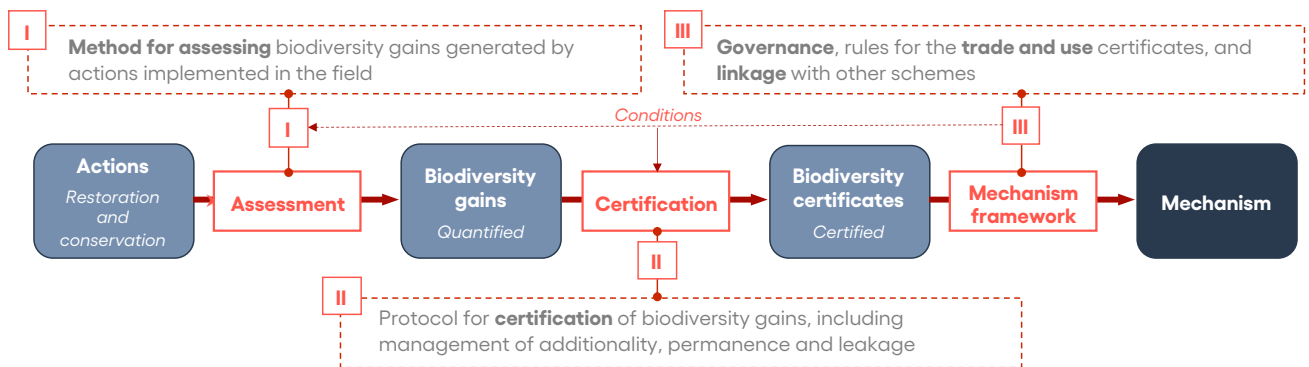 I
Method for assessing biodiversity gains generated by
actions implemented in the field
III
Governance, rules for the trade and use certificates, and
linkage with other schemes
I
Conditions
III
Actions
Restoration
and
conservation
Assessment
Biodiversity
gains
Quantified
Certification
Biodiversity
certificates
Certified
Mechanism
framework
Mechanism
II
II
Protocol for certification of biodiversity gains, including
management of additionality, permanence and leakage